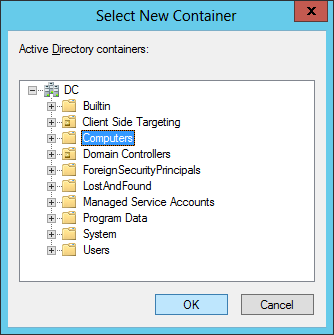 Select New Container
x
Active Directory containers:
DC
Builtin
Client Side Targeting
Computers
Domain Controllers
ForeignSecurityPrincipals
LostAndFound
Managed Service Accounts
Program Data
System
Users
OK
Cancel